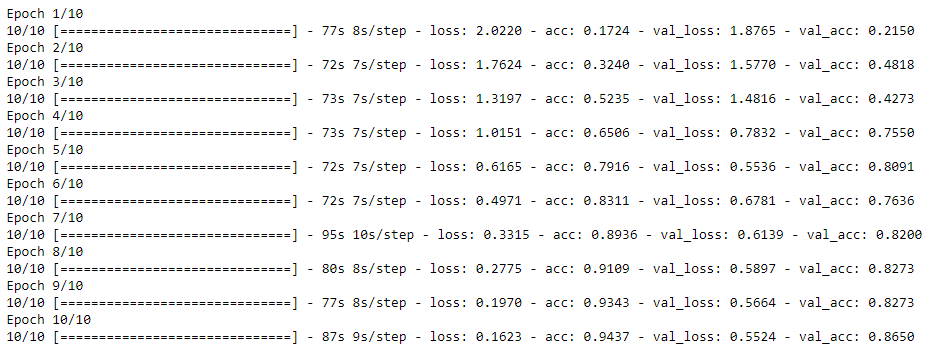 Epoch 1/10
10/10 [==============================] - 77s 8s/step - loss: 2.0220 - acc: 0.1724 - val_loss: 1.8765 - val_acc: 0.2150
Epoch 2/10
10/10 [==============================] - 72s 7s/step - loss: 1.7624 - acc: 0.3240 - val_loss: 1.5770 - val_acc: 0.4818
Epoch 3/10
10/10 [==============================] - 73s 7s/step - loss: 1.3197 - acc: 0.5235 - val_loss: 1.4816 - val_acc: 0.4273
Epoch 4/10
10/10 [==============================] - 73s 7s/step - loss: 1.0151 - acc: 0.6506 - val_loss: 0.7832 - val_acc: 0.7550
Epoch 5/10
10/10 [==============================] - 72s 7s/step - loss: 0.6165 - acc: 0.7916 - val_loss: 0.5536 - val_acc: 0.8091
Epoch 6/10
10/10 [==============================] - 72s 7s/step - loss: 0.4971 - acc: 0.8311 - val_loss: 0.6781 - val_acc: 0.7636
Epoch 7/10
10/10 [==============================] - 95s 10s/step - loss: 0.3315 - acc: 0.8936 - val_loss: 0.6139 - val_acc: 0.8200
Epoch 8/10
10/10 [==============================] - 80s 8s/step - loss: 0.2775 - acc: 0.9109 - val_loss: 0.5897 - val_acc: 0.8273
Epoch 9/10
10/10 [==============================] - 77s 8s/step - loss: 0.1970 - acc: 0.9343 - val_loss: 0.5664 - val_acc: 0.8273
Epoch 10/10
10/10 [==============================] - 87s 9s/step - loss: 0.1623 - acc: 0.9437 - val_loss: 0.5524 - val_acc: 0.8650